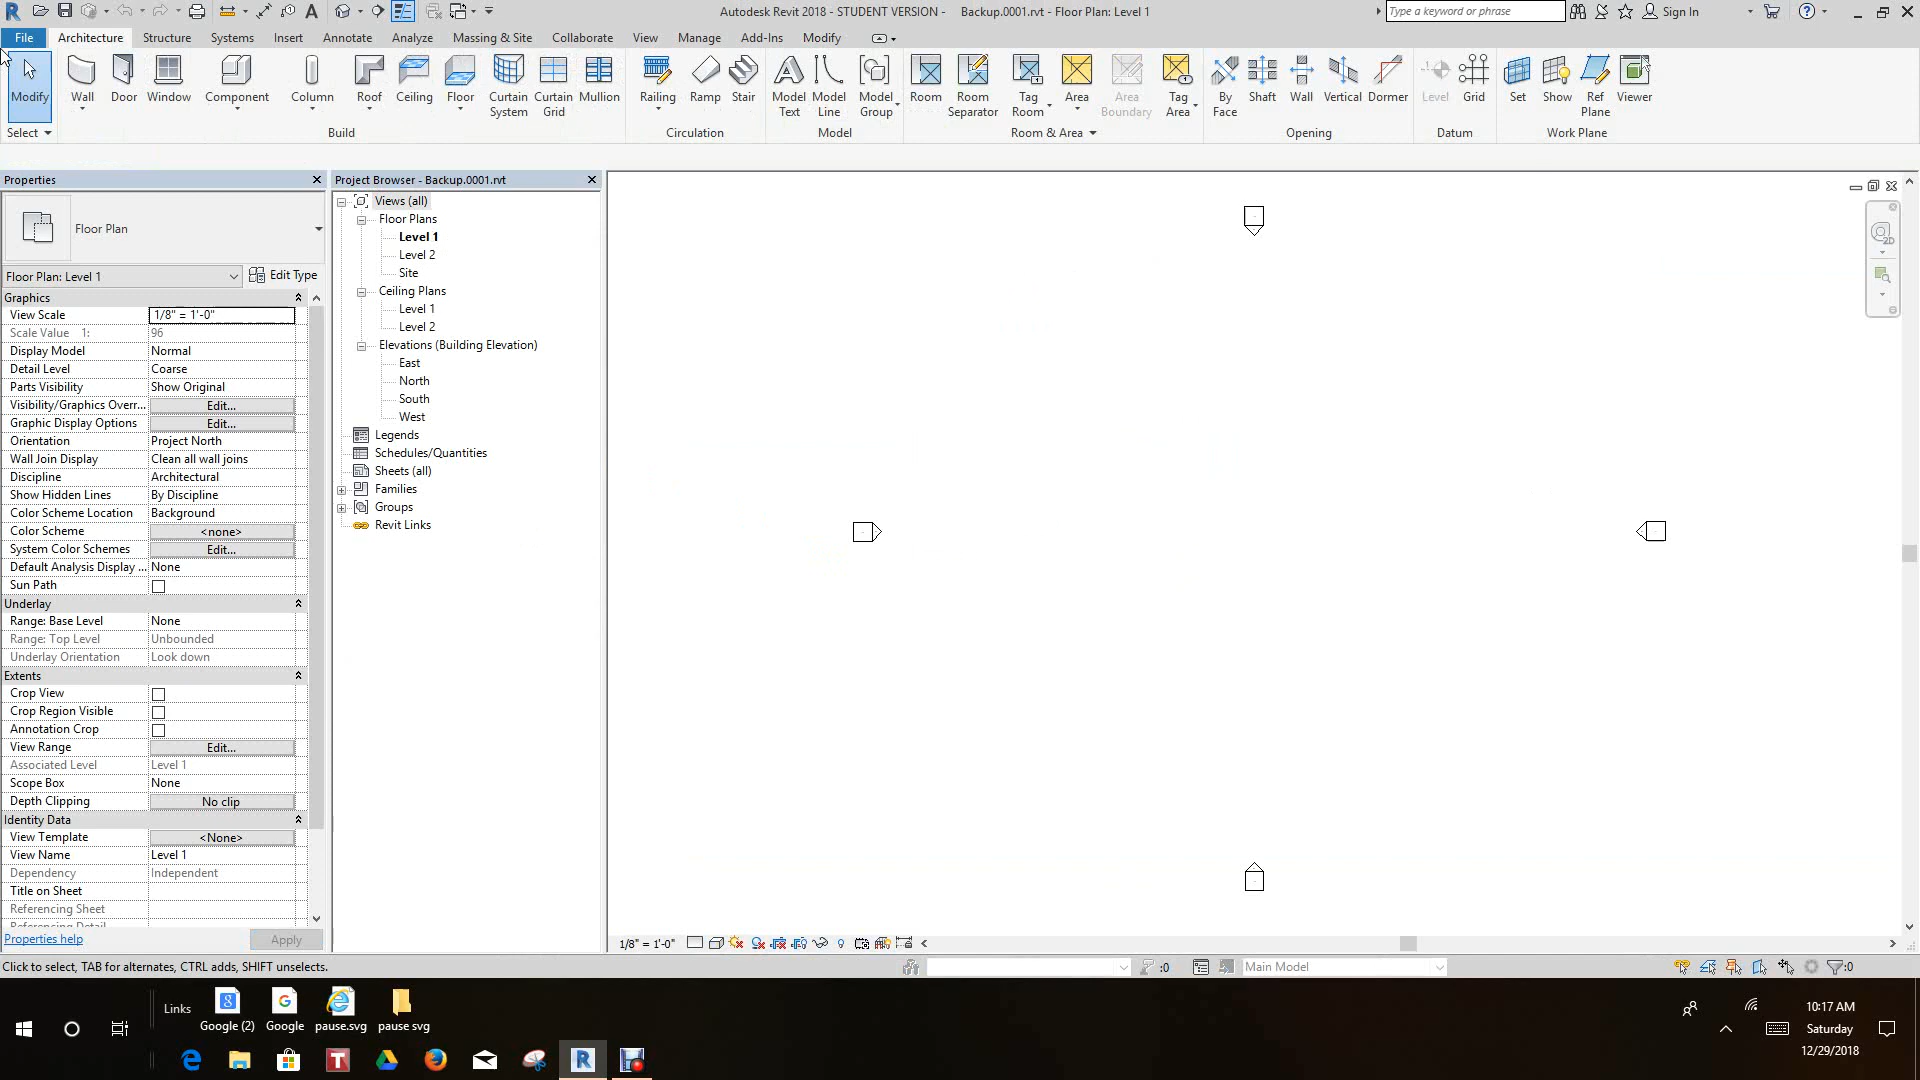 Autodesk Revit 2018 - STUDENT VERSION - Backup.0001.rvt - Floor Plan: Level 1
Type a keyword or phrase
Sign In
File Architecture Structure Systems Insert Annotate Analyze Massing & Site Collaborate View Manage Add-Ins Modify
Modify Wall Door Window Component Column Roof Ceiling Floor Curtain System Curtain Grid Mullion Railing Ramp Stair Model Text Model Line Model Group Room Room Separator Tag Room Area Area Boundary Tag Area By Face Shaft Wall Vertical Dormer Level Grid Set Show Ref Plane Viewer
Select Build Circulation Model Room & Area Opening Datum Work Plane
Properties
Floor Plan
Floor Plan: Level 1 Edit Type
Graphics
View Scale 1/8" = 1'-0"
Scale Value 1: 96
Display Model Normal
Detail Level Coarse
Parts Visibility Show Original
Visibility/Graphics Overr... Edit...
Graphic Display Options Edit...
Orientation Project North
Wall Join Display Clean all wall joins
Discipline Architectural
Show Hidden Lines By Discipline
Color Scheme Location Background
Color Scheme <none>
System Color Schemes Edit...
Default Analysis Display ... None
Sun Path
Underlay
Range: Base Level None
Range: Top Level Unbounded
Underlay Orientation Look down
Extents
Crop View
Crop Region Visible
Annotation Crop
View Range Edit...
Associated Level Level 1
Scope Box None
Depth Clipping No clip
Identity Data
View Template <None>
View Name Level 1
Dependency Independent
Title on Sheet
Referencing Sheet
Referencing Detail
Properties help Apply
Project Browser - Backup.0001.rvt
Views (all)
Floor Plans
Level 1
Level 2
Site
Ceiling Plans
Level 1
Level 2
Elevations (Building Elevation)
East
North
South
West
Legends
Schedules/Quantities
Sheets (all)
Families
Groups
Revit Links
2D
1/8" = 1'-0"
Click to select, TAB for alternates, CTRL adds, SHIFT unselects.
:0 Main Model :0
Links Google (2) Google pause.svg pause svg
10:17 AM
Saturday
12/29/2018